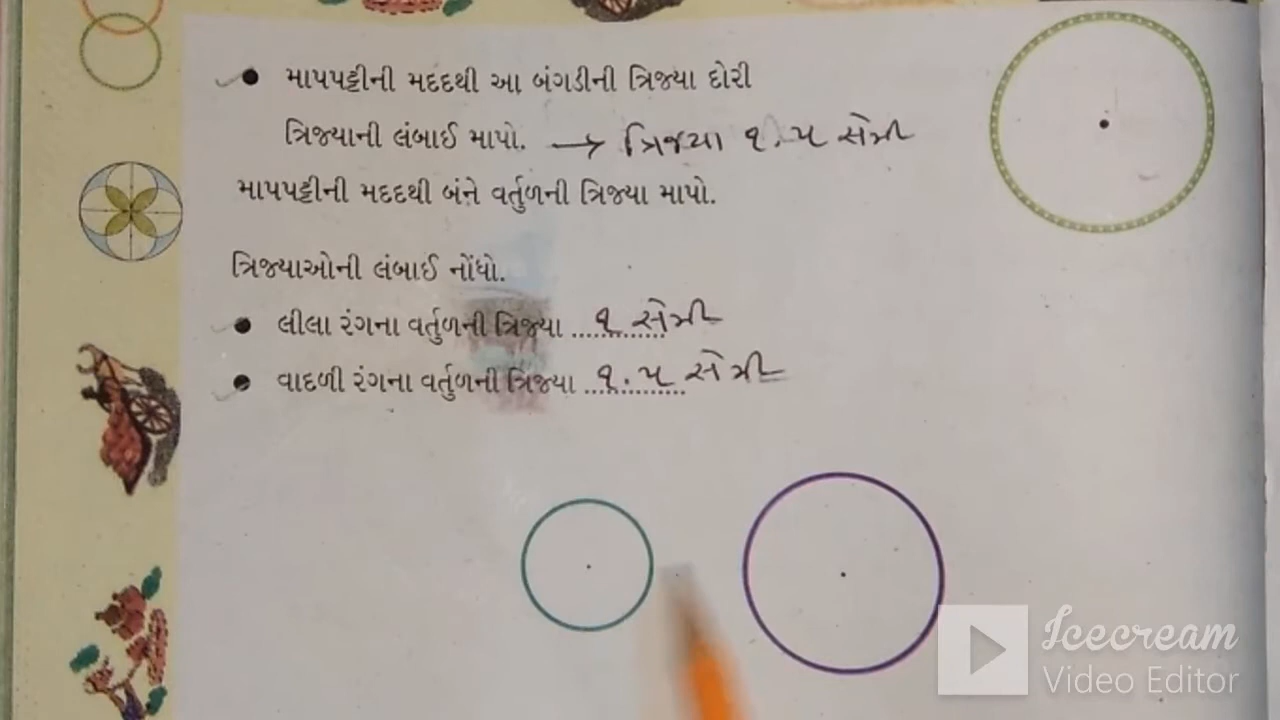 માપપટ્ટીની મદદથી આ બંગડીની ત્રિજ્યા દોરી
ત્રિજ્યાની લંબાઈ માપો. → ત્રિજ્યા ૧.૫ સેમી
માપપટ્ટીની મદદથી બંને વર્તુળની ત્રિજ્યા માપો.
ત્રિજ્યાઓની લંબાઈ નોંધો.
લીલા રંગના વર્તુળની ત્રિજ્યા ૧ સેમી
વાદળી રંગના વર્તુળની ત્રિજ્યા ૧.૫ સેમી
Icecream
Video Editor